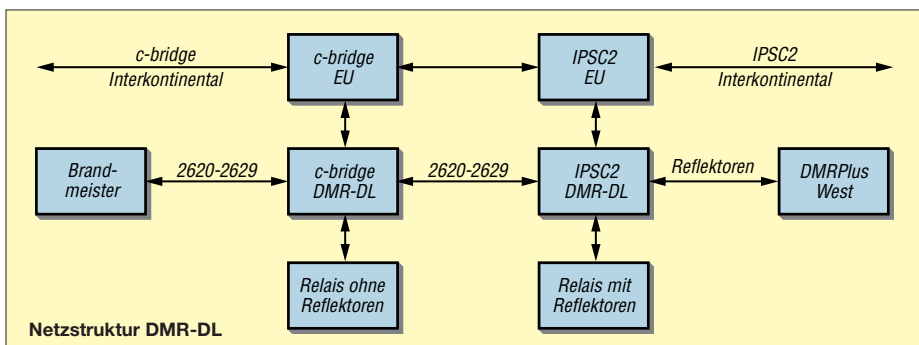 c-bridge
Interkontinental
c-bridge
EU
IPSC2
EU
IPSC2
Interkontinental
Brand-
meister
2620-2629
c-bridge
DMR-DL
2620-2629
IPSC2
DMR-DL
Reflektoren
DMRPlus
West
Relais ohne
Reflektoren
Relais mit
Reflektoren
Netzstruktur DMR-DL